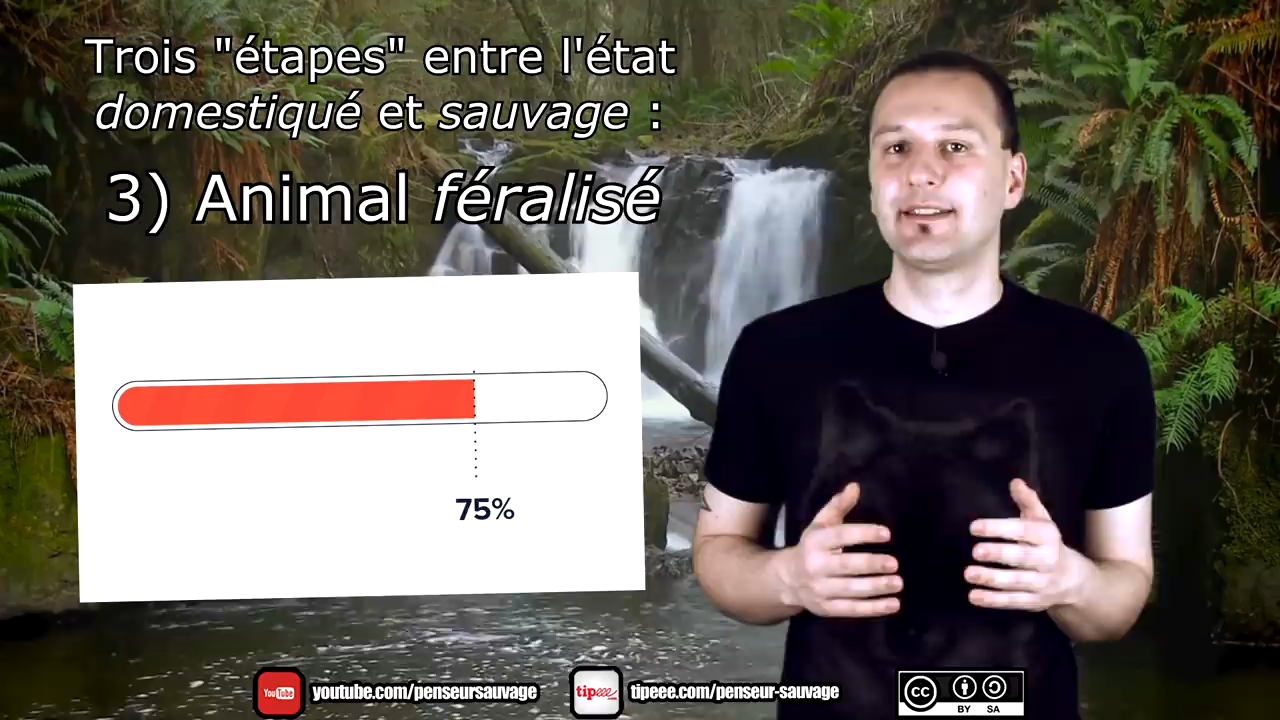 Trois "étapes" entre l'état
domestiqué et sauvage :
3) Animal féralisé
75%
YouTube youtube.com/penseursauvage
tipeee tipeee.com/penseur-sauvage
cc BY SA